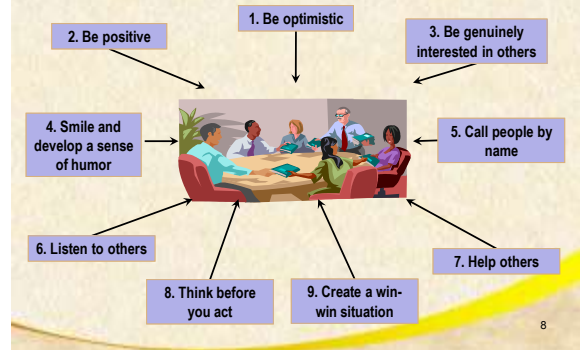 1. Be optimistic
2. Be positive
3. Be genuinely
interested in others
4. Smile and
develop a sense
of humor
5. Call people by
name
6. Listen to others
7. Help others
8. Think before
you act
9. Create a win-
win situation
8